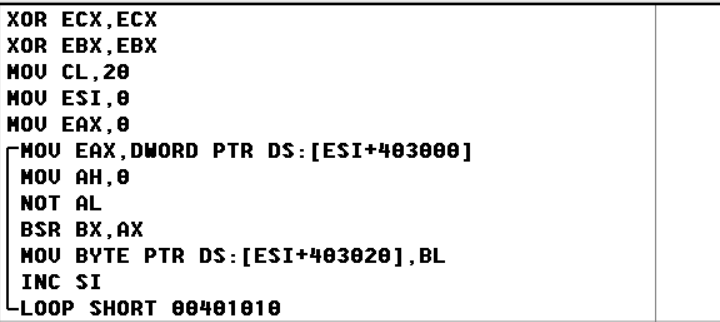 XOR ECX,ECX
XOR EBX,EBX
MOV CL,20
MOV ESI,0
MOV EAX,0
MOV EAX,DWORD PTR DS:[ESI+403000]
MOV AH,0
NOT AL
BSR BX,AX
MOV BYTE PTR DS:[ESI+403020],BL
INC SI
LOOP SHORT 00401010